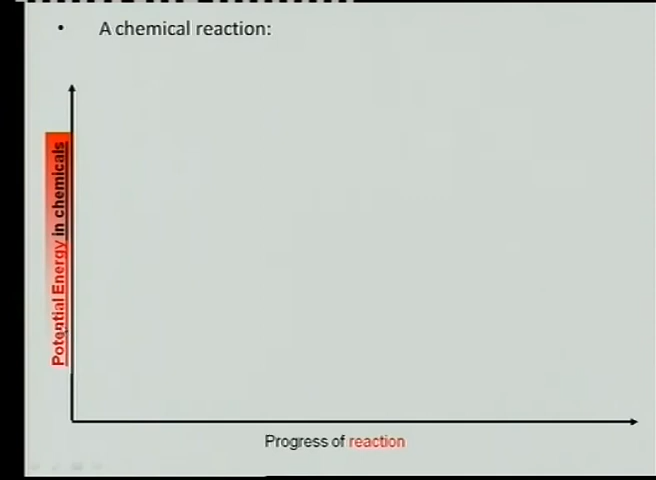 • A chemical reaction:
Potential Energy in chemicals
Progress of reaction